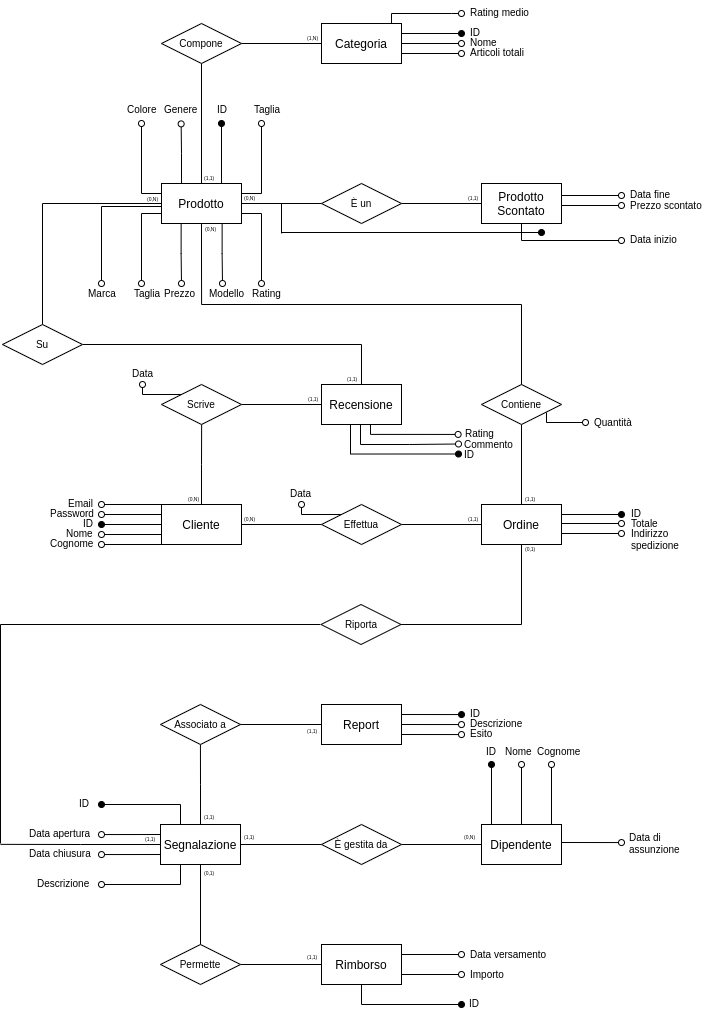 Rating medio
Compone
(1,N)
Categoria
ID
Nome
Articoli totali
Colore
Genere
ID
Taglia
(1,1)
(0,N)
Prodotto
(0,N)
(0,N)
È un
(1,1)
Prodotto
Scontato
Data fine
Prezzo scontato
Data inizio
Marca
Taglia
Prezzo
Modello
Rating
Su
(1,1)
Data
Scrive
(1,1)
Recensione
Contiene
Quantità
Rating
Commento
ID
(0,N)
(1,1)
Email
Password
ID
Nome
Cognome
Cliente
(0,N)
Data
Effettua
(1,1)
Ordine
ID
Totale
Indirizzo
spedizione
(0,1)
Riporta
Associato a
(1,1)
Report
ID
Descrizione
Esito
ID
Nome
Cognome
ID
(1,1)
Data apertura
Data chiusura
Descrizione
(1,1)
Segnalazione
(1,1)
(0,1)
È gestita da
(0,N)
Dipendente
Data di
assunzione
Permette
(1,1)
Rimborso
Data versamento
Importo
ID